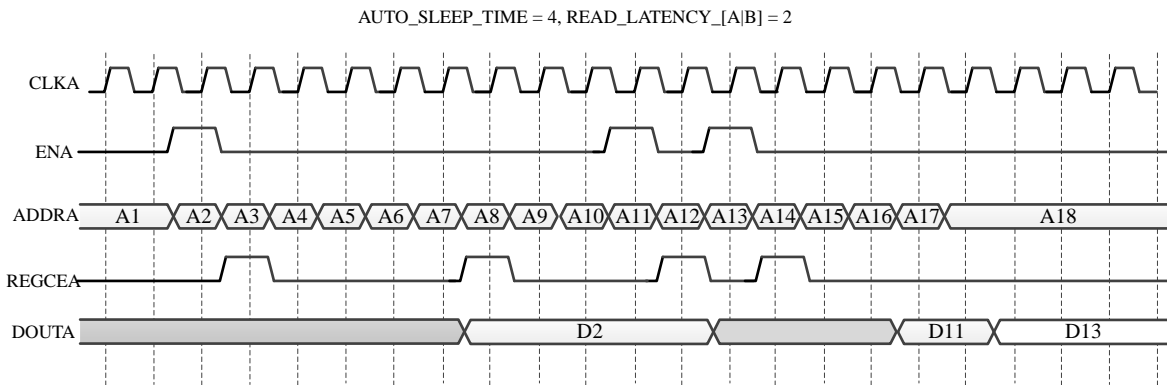 AUTO_SLEEP_TIME = 4, READ_LATENCY_[A|B] = 2
CLKA
ENA
ADDRA A1 A2 A3 A4 A5 A6 A7 A8 A9 A10 A11 A12 A13 A14 A15 A16 A17 A18
REGCEA
DOUTA D2 D11 D13